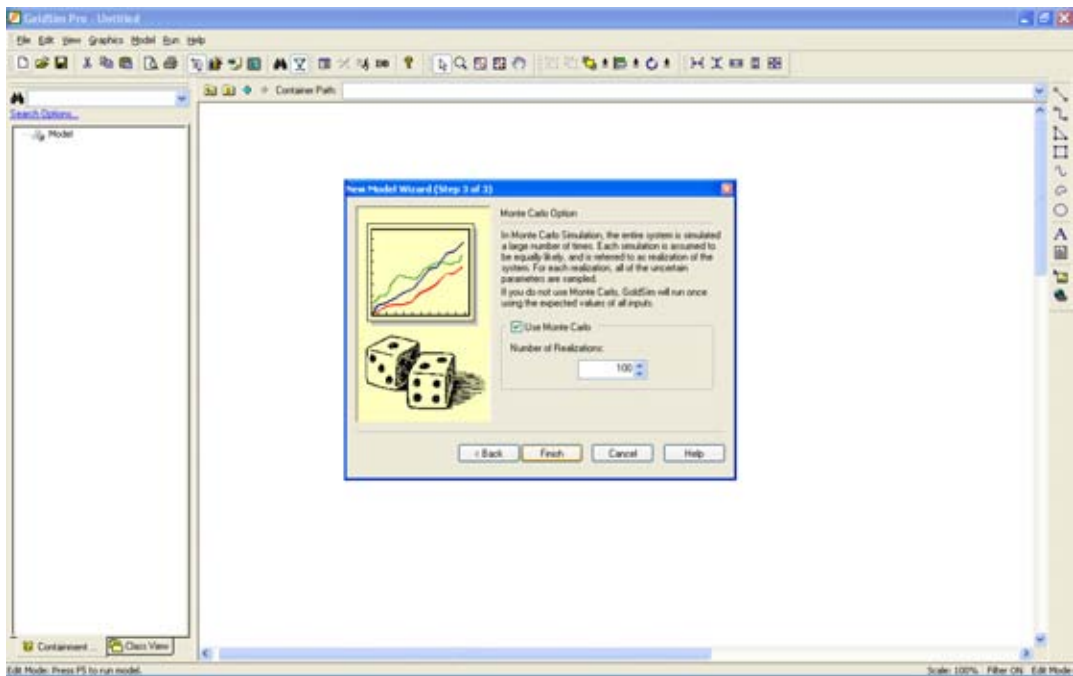 GoldSim Pro - Untitled
File Edit View Graphics Model Run Help
Container Path:
Search Options...
Model
New Model Wizard (Step 3 of 3)
Monte Carlo Option
In Monte Carlo Simulation, the entire system is simulated
a large number of times. Each simulation is assumed to
be equally likely, and is referred to as realization of the
system. For each realization, all of the uncertain
parameters are sampled.
If you do not use Monte Carlo, GoldSim will run once
using the expected values of all inputs.
Use Monte Carlo
Number of Realizations:
100
< Back Finish Cancel Help
Containment ... Class View
Edit Mode: Press F5 to run model. Scale: 100% Filter ON Edit Mode